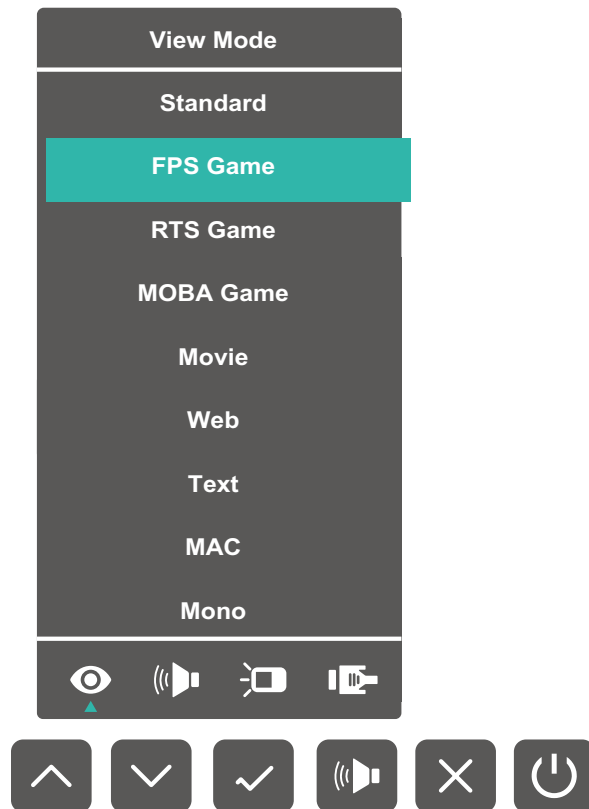 View Mode
Standard
FPS Game
RTS Game
MOBA Game
Movie
Web
Text
MAC
Mono